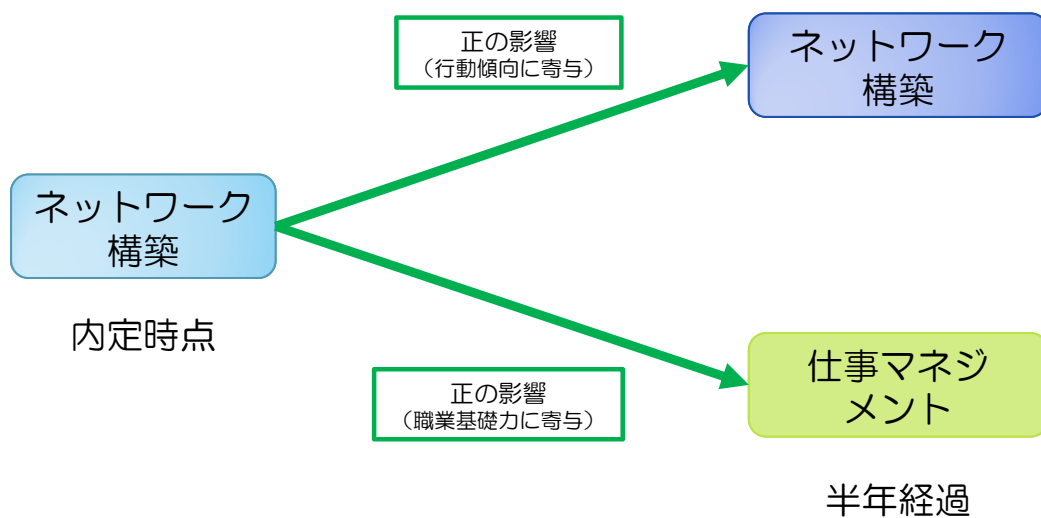 正の影響
（行動傾向に寄与）
ネットワーク
構築
ネットワーク
構築
内定時点
正の影響
（職業基礎力に寄与）
仕事マネジ
メント
半年経過